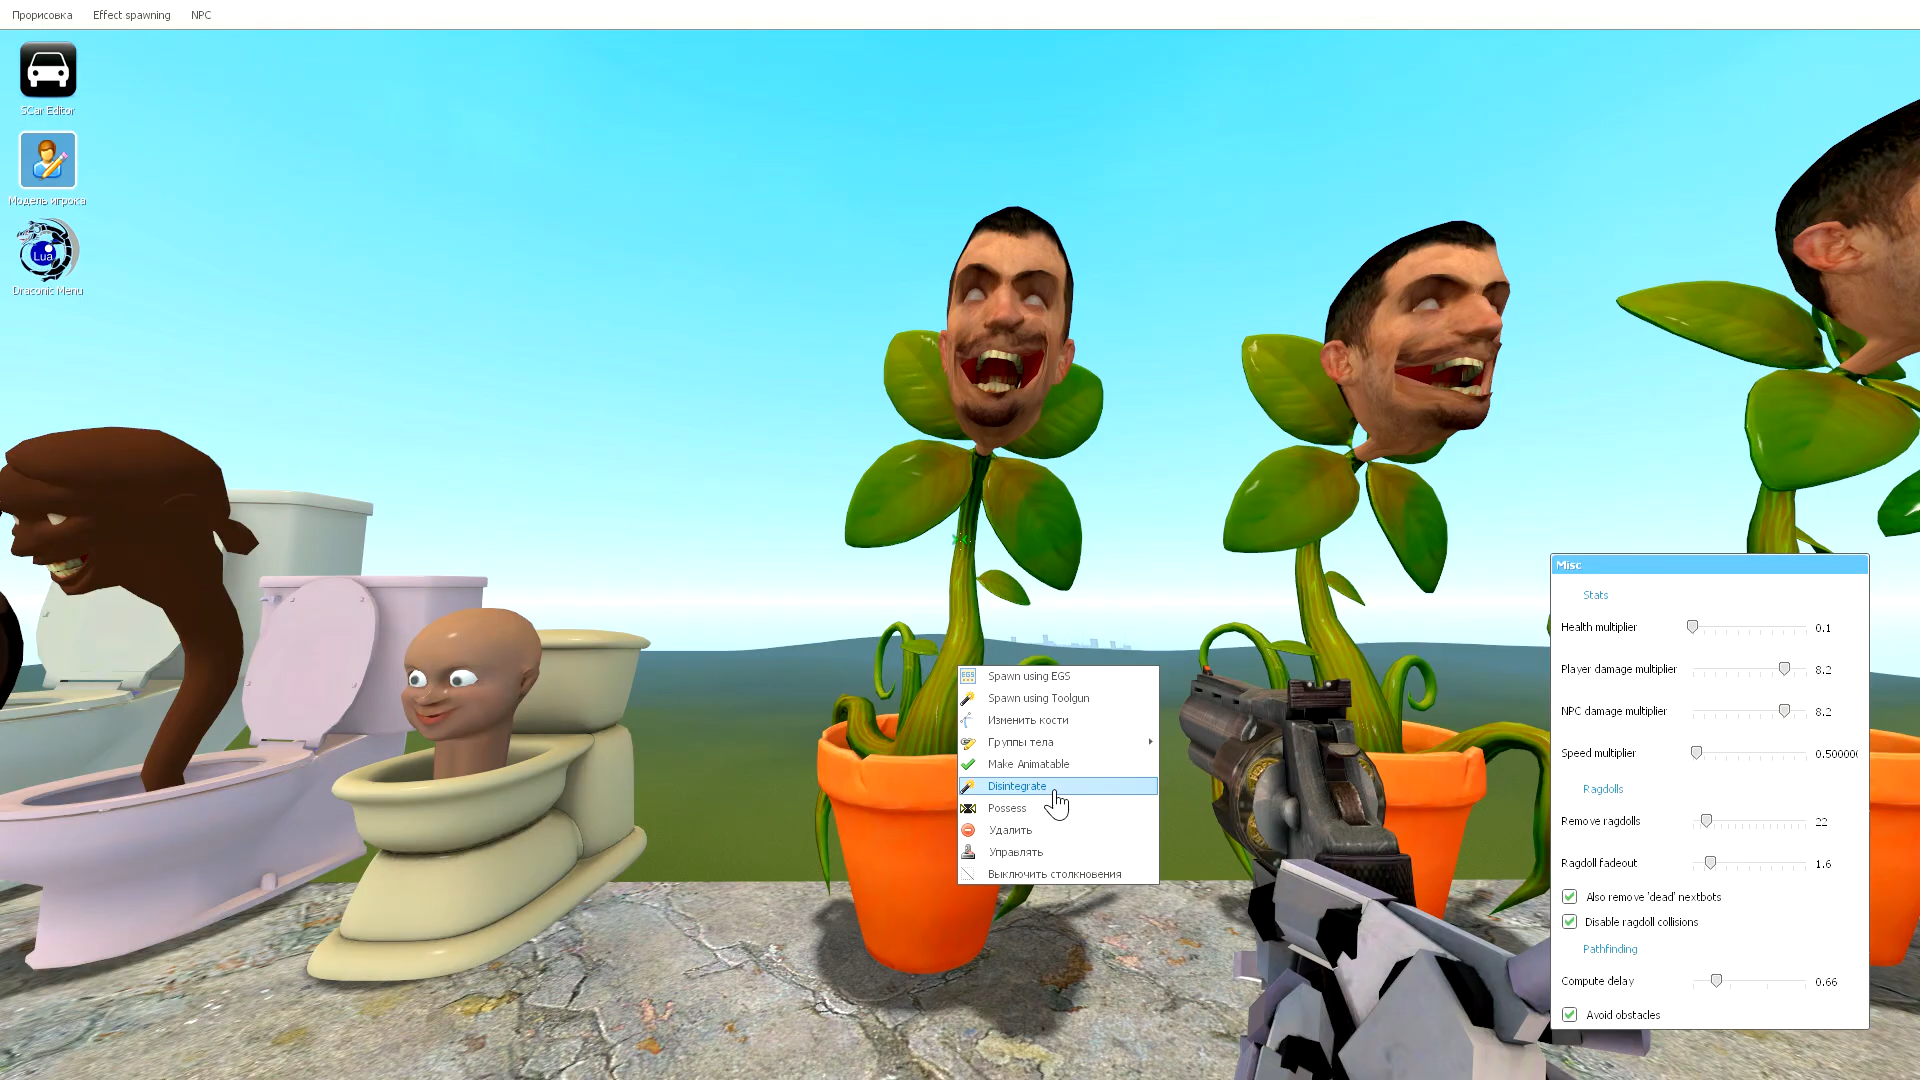 Прорисовка Effect spawning NPC
SCar Editor
Модель игрока
Lua
Draconic Menu
EGS Spawn using EGS
Spawn using Toolgun
Изменить кости
Группы тела
Make Animatable
Disintegrate
Possess
Удалить
Управлять
Выключить столкновения
Misc
Stats
Health multiplier 0.1
Player damage multiplier 8.2
NPC damage multiplier 8.2
Speed multiplier 0.50000
Ragdolls
Remove ragdolls 22
Ragdoll fadeout 1.6
Also remove 'dead' nextbots
Disable ragdoll collisions
Pathfinding
Compute delay 0.66
Avoid obstacles